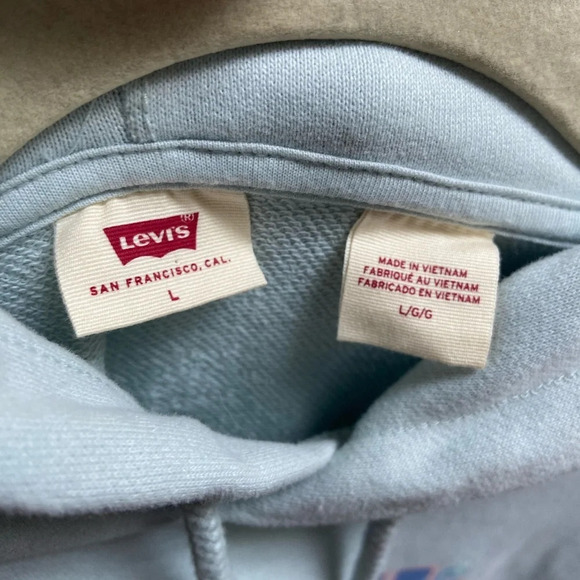 Levi's
®
SAN FRANCISCO, CAL.
L
MADE IN VIETNAM
FABRIQUÉ AU VIETNAM
FABRICADO EN VIETNAM
L/G/G